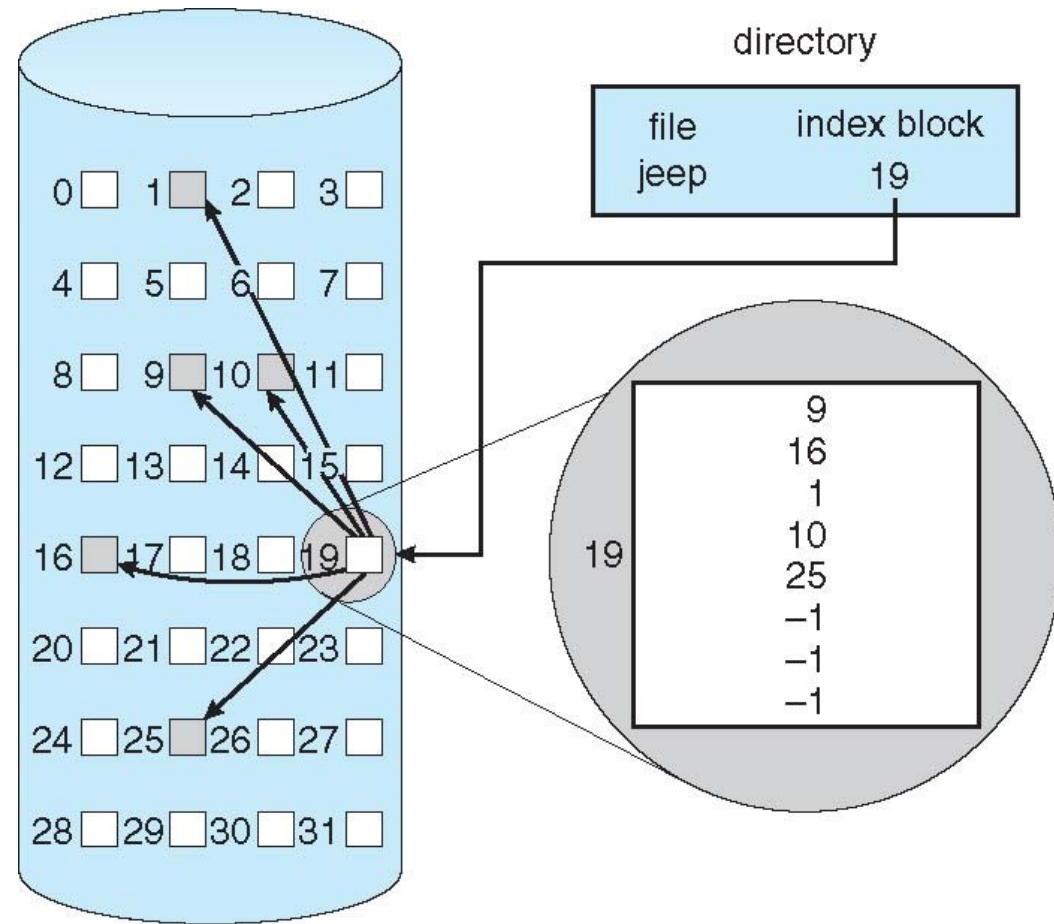 directory
file index block
jeep 19
0 1 2 3
4 5 6 7
8 9 10 11
12 13 14 15
16 17 18 19
20 21 22 23
24 25 26 27
28 29 30 31
19
9
16
1
10
25
–1
–1
–1